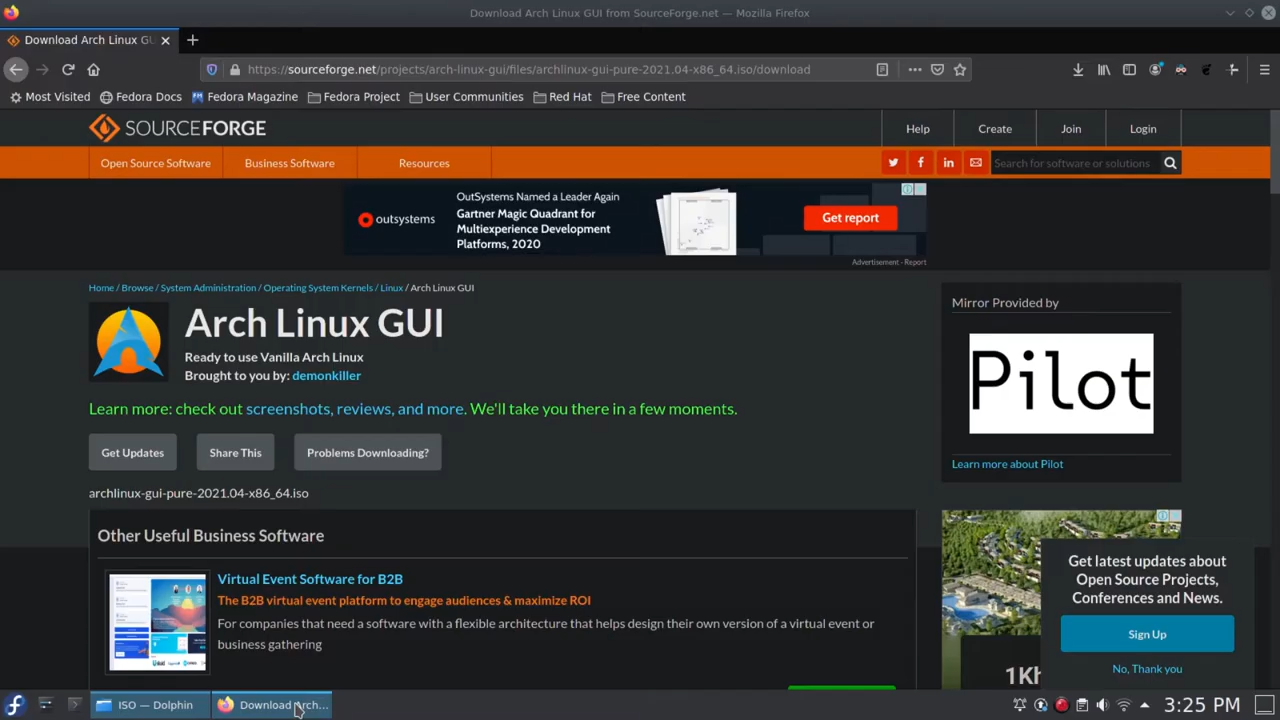 Download Arch Linux GUI from SourceForge.net — Mozilla Firefox
Download Arch Linux GU
https://sourceforge.net/projects/arch-linux-gui/files/archlinux-gui-pure-2021.04-x86_64.iso/download
Most Visited Fedora Docs Fedora Magazine Fedora Project User Communities Red Hat Free Content
SOURCEFORGE
Help Create Join Login
Open Source Software Business Software Resources
Search for software or solutions
OutSystems Named a Leader Again
Gartner Magic Quadrant for
Multiexperience Development
Platforms, 2020
outsystems
Get report
Advertisement - Report
Home / Browse / System Administration / Operating System Kernels / Linux / Arch Linux GUI
Arch Linux GUI
Ready to use Vanilla Arch Linux
Brought to you by: demonkiller
Learn more: check out screenshots, reviews, and more. We'll take you there in a few moments.
Get Updates Share This Problems Downloading?
archlinux-gui-pure-2021.04-x86_64.iso
Mirror Provided by
Pilot
Learn more about Pilot
Other Useful Business Software
Virtual Event Software for B2B
The B2B virtual event platform to engage audiences & maximize ROI
For companies that need a software with a flexible architecture that helps design their own version of a virtual event or
business gathering
Get latest updates about
Open Source Projects,
Conferences and News.
Sign Up
No, Thank you
1Kh
ISO — Dolphin
Download Arch...
3:25 PM